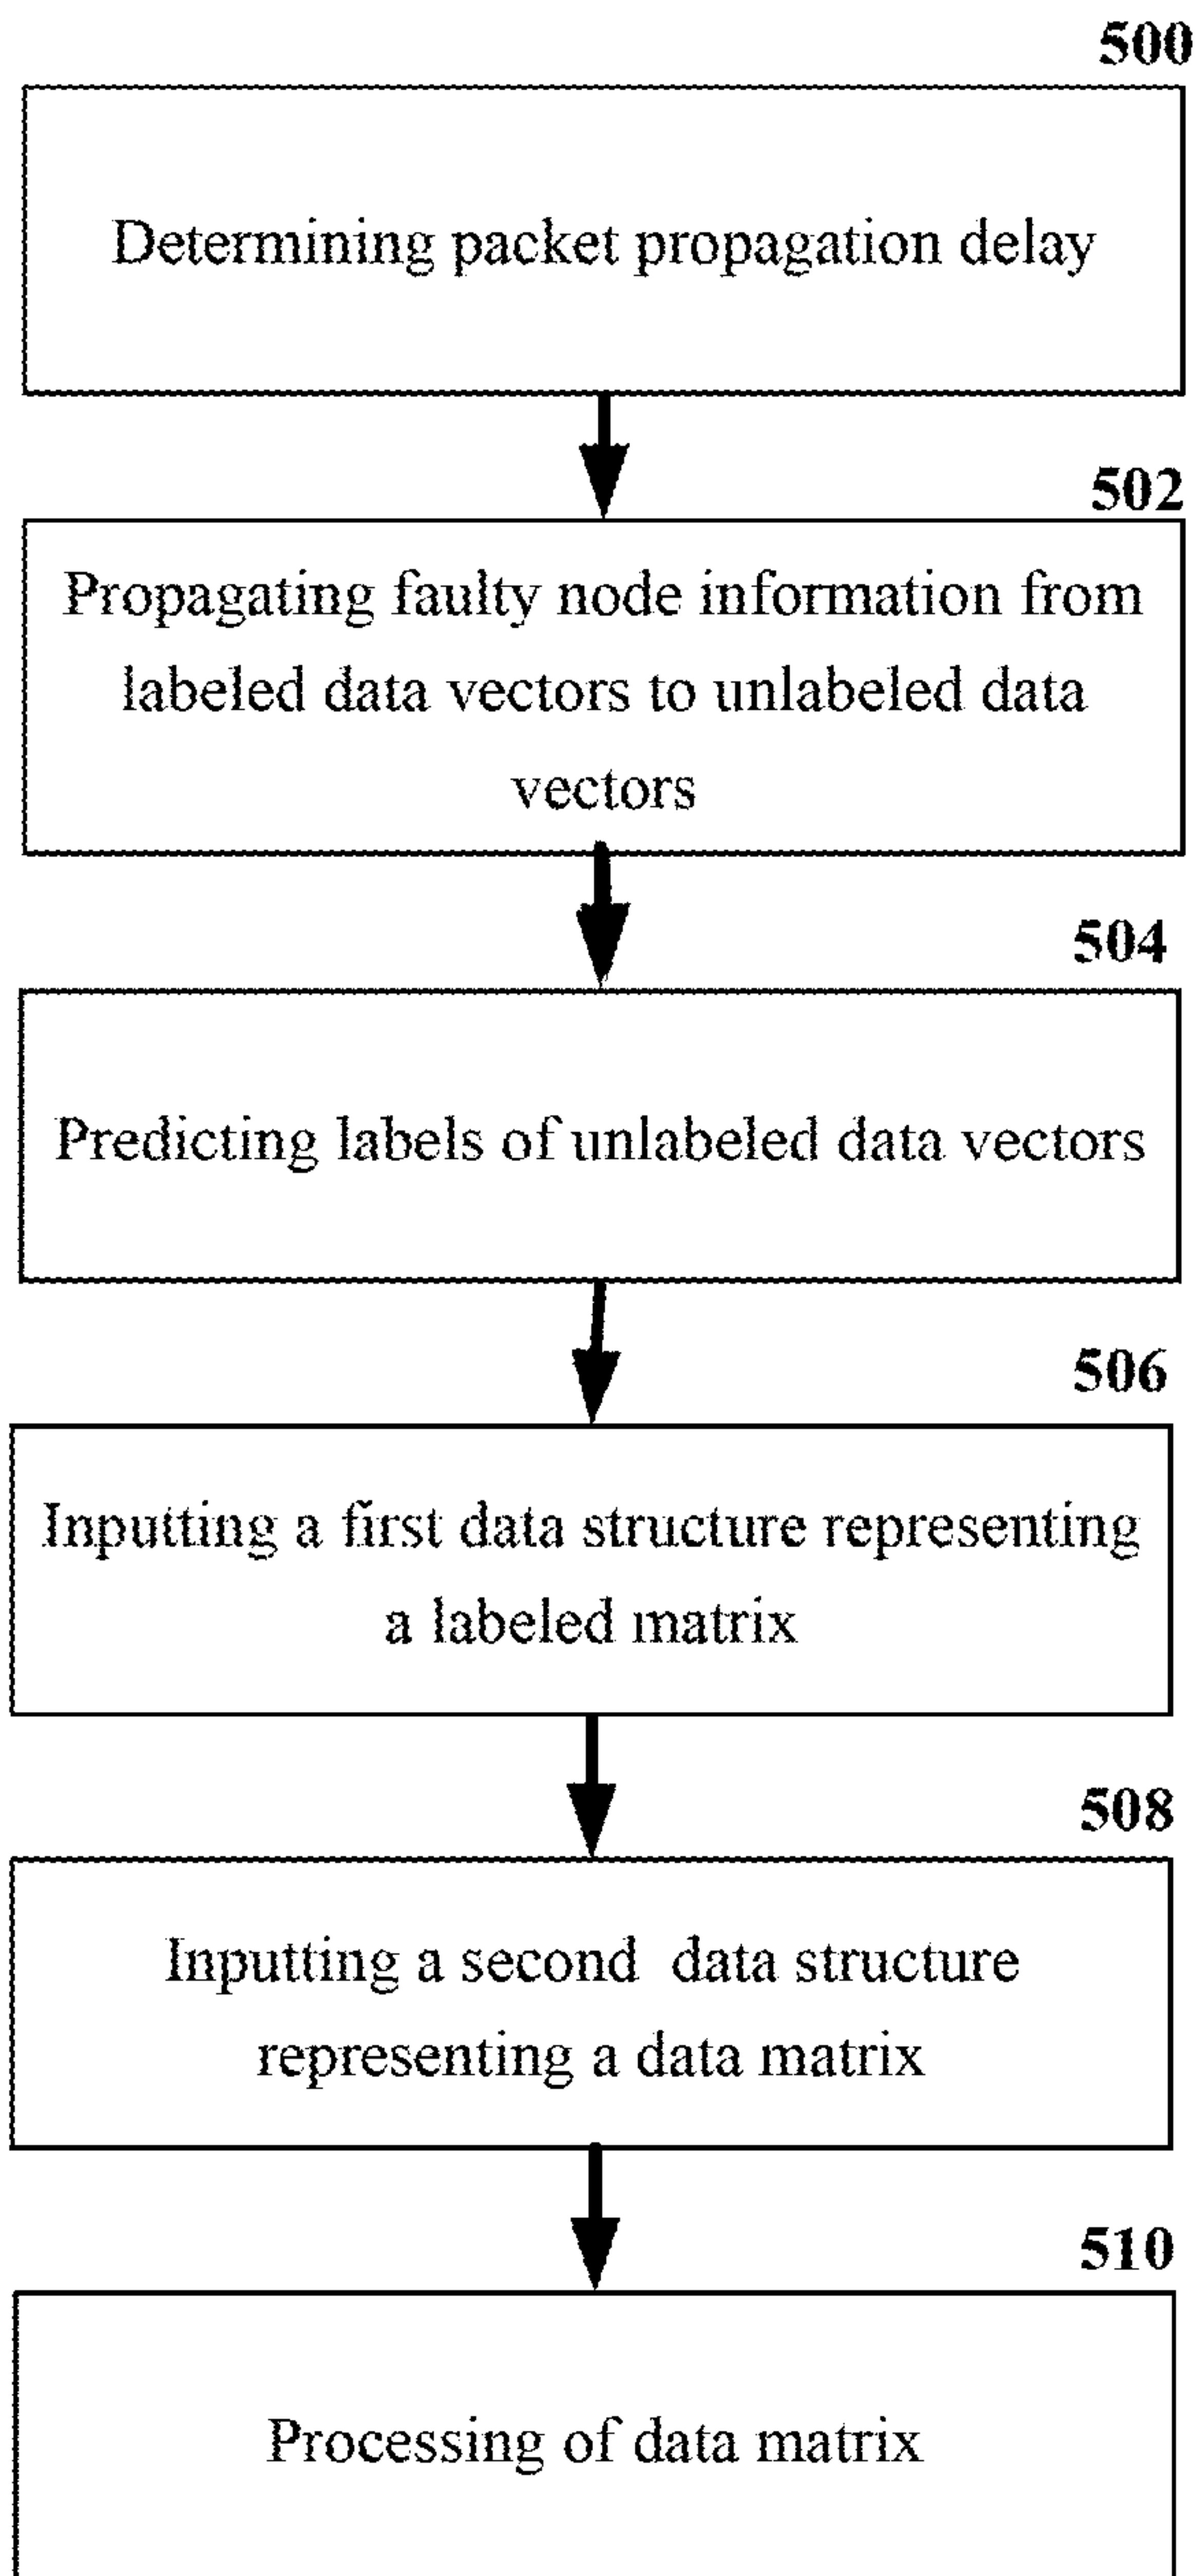 500
Determining packet propagation delay
502
Propagating faulty node information from
labeled data vectors to unlabeled data
vectors
504
Predicting labels of unlabeled data vectors
506
Inputting a first data structure representing
a labeled matrix
508
Inputting a second data structure
representing a data matrix
510
Processing of data matrix